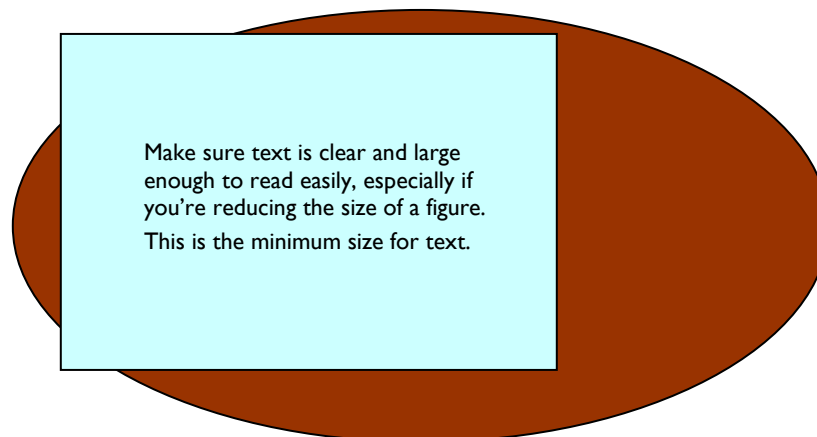 Make sure text is clear and large
enough to read easily, especially if
you’re reducing the size of a figure.
This is the minimum size for text.